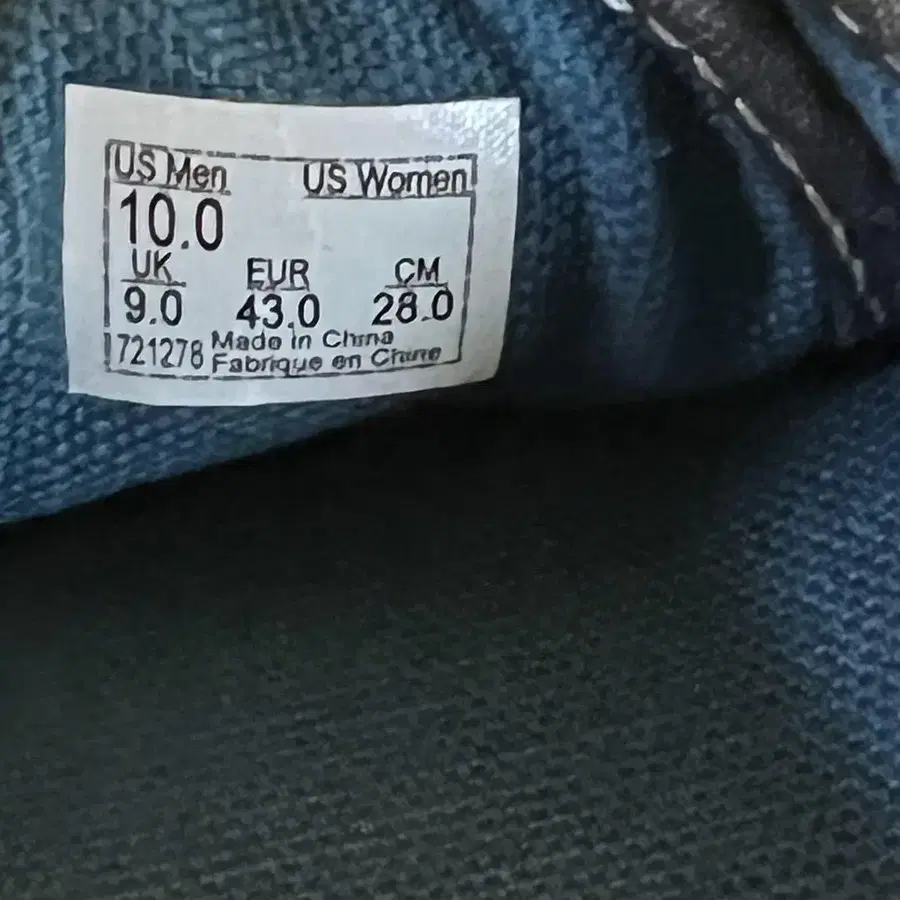 US Men US Women
10.0
UK EUR CM
9.0 43.0 28.0
721278 Made in China
Fabrique en Chine